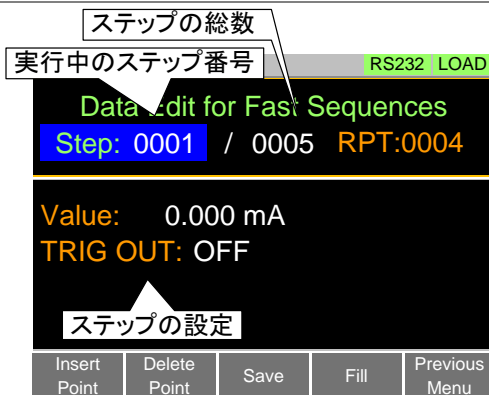 ステップの総数
実行中のステップ番号
RS232 LOAD
Data Edit for Fast Sequences
Step: 0001 / 0005 RPT:0004
Value: 0.000 mA
TRIG OUT: OFF
ステップの設定
Insert Point
Delete Point
Save
Fill
Previous Menu